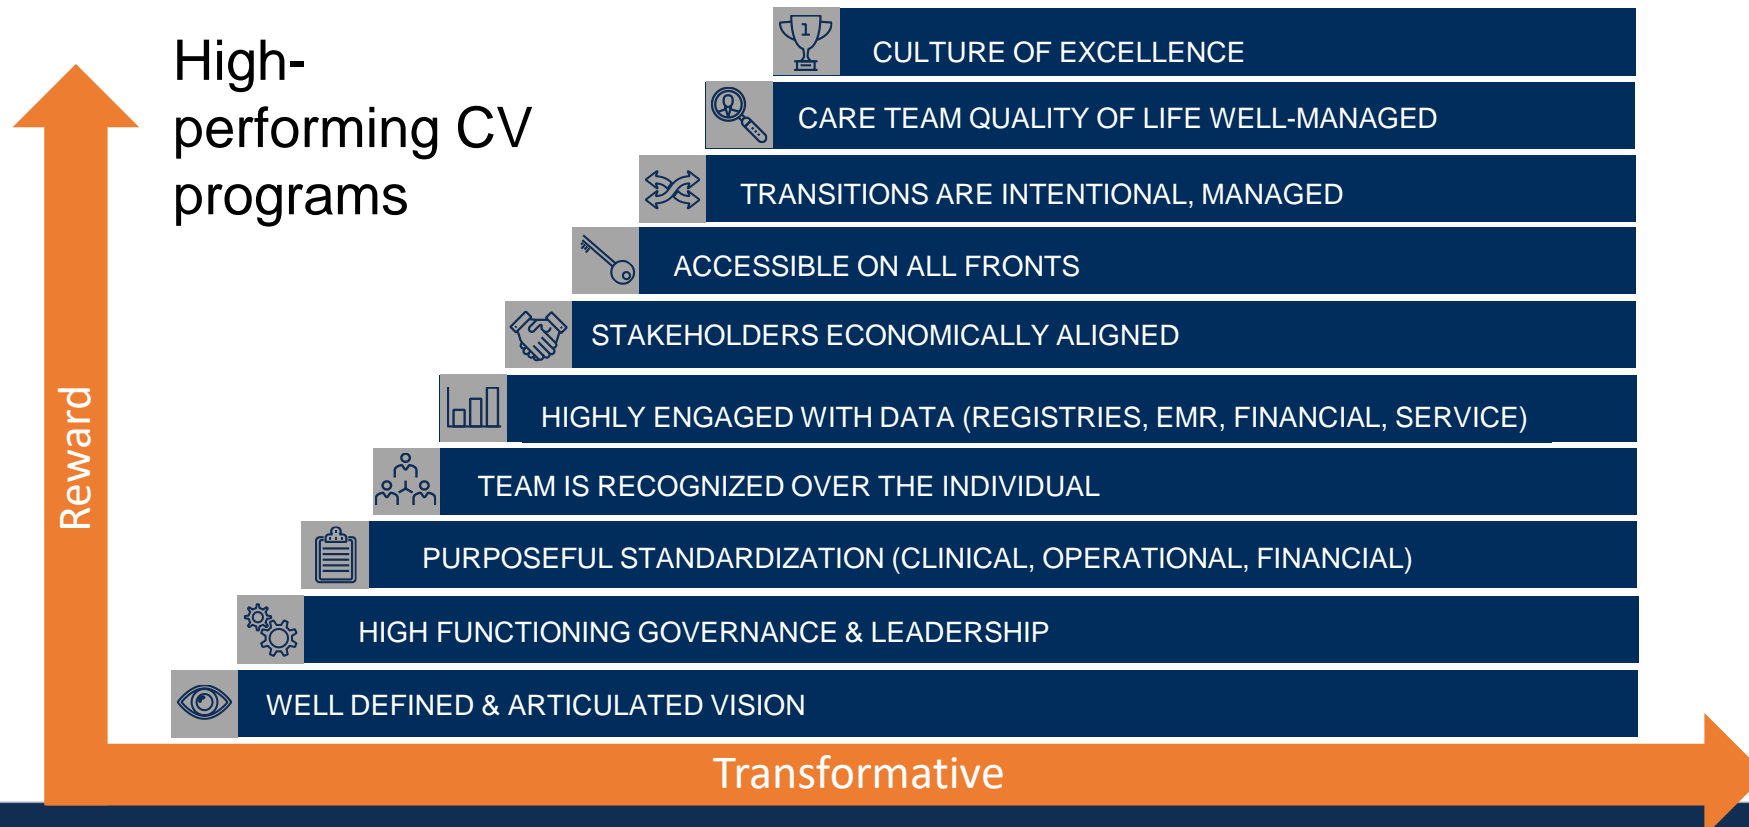 High-
performing CV
programs
1
CULTURE OF EXCELLENCE
CARE TEAM QUALITY OF LIFE WELL-MANAGED
TRANSITIONS ARE INTENTIONAL, MANAGED
ACCESSIBLE ON ALL FRONTS
STAKEHOLDERS ECONOMICALLY ALIGNED
HIGHLY ENGAGED WITH DATA (REGISTRIES, EMR, FINANCIAL, SERVICE)
TEAM IS RECOGNIZED OVER THE INDIVIDUAL
PURPOSEFUL STANDARDIZATION (CLINICAL, OPERATIONAL, FINANCIAL)
HIGH FUNCTIONING GOVERNANCE & LEADERSHIP
WELL DEFINED & ARTICULATED VISION
Reward
Transformative